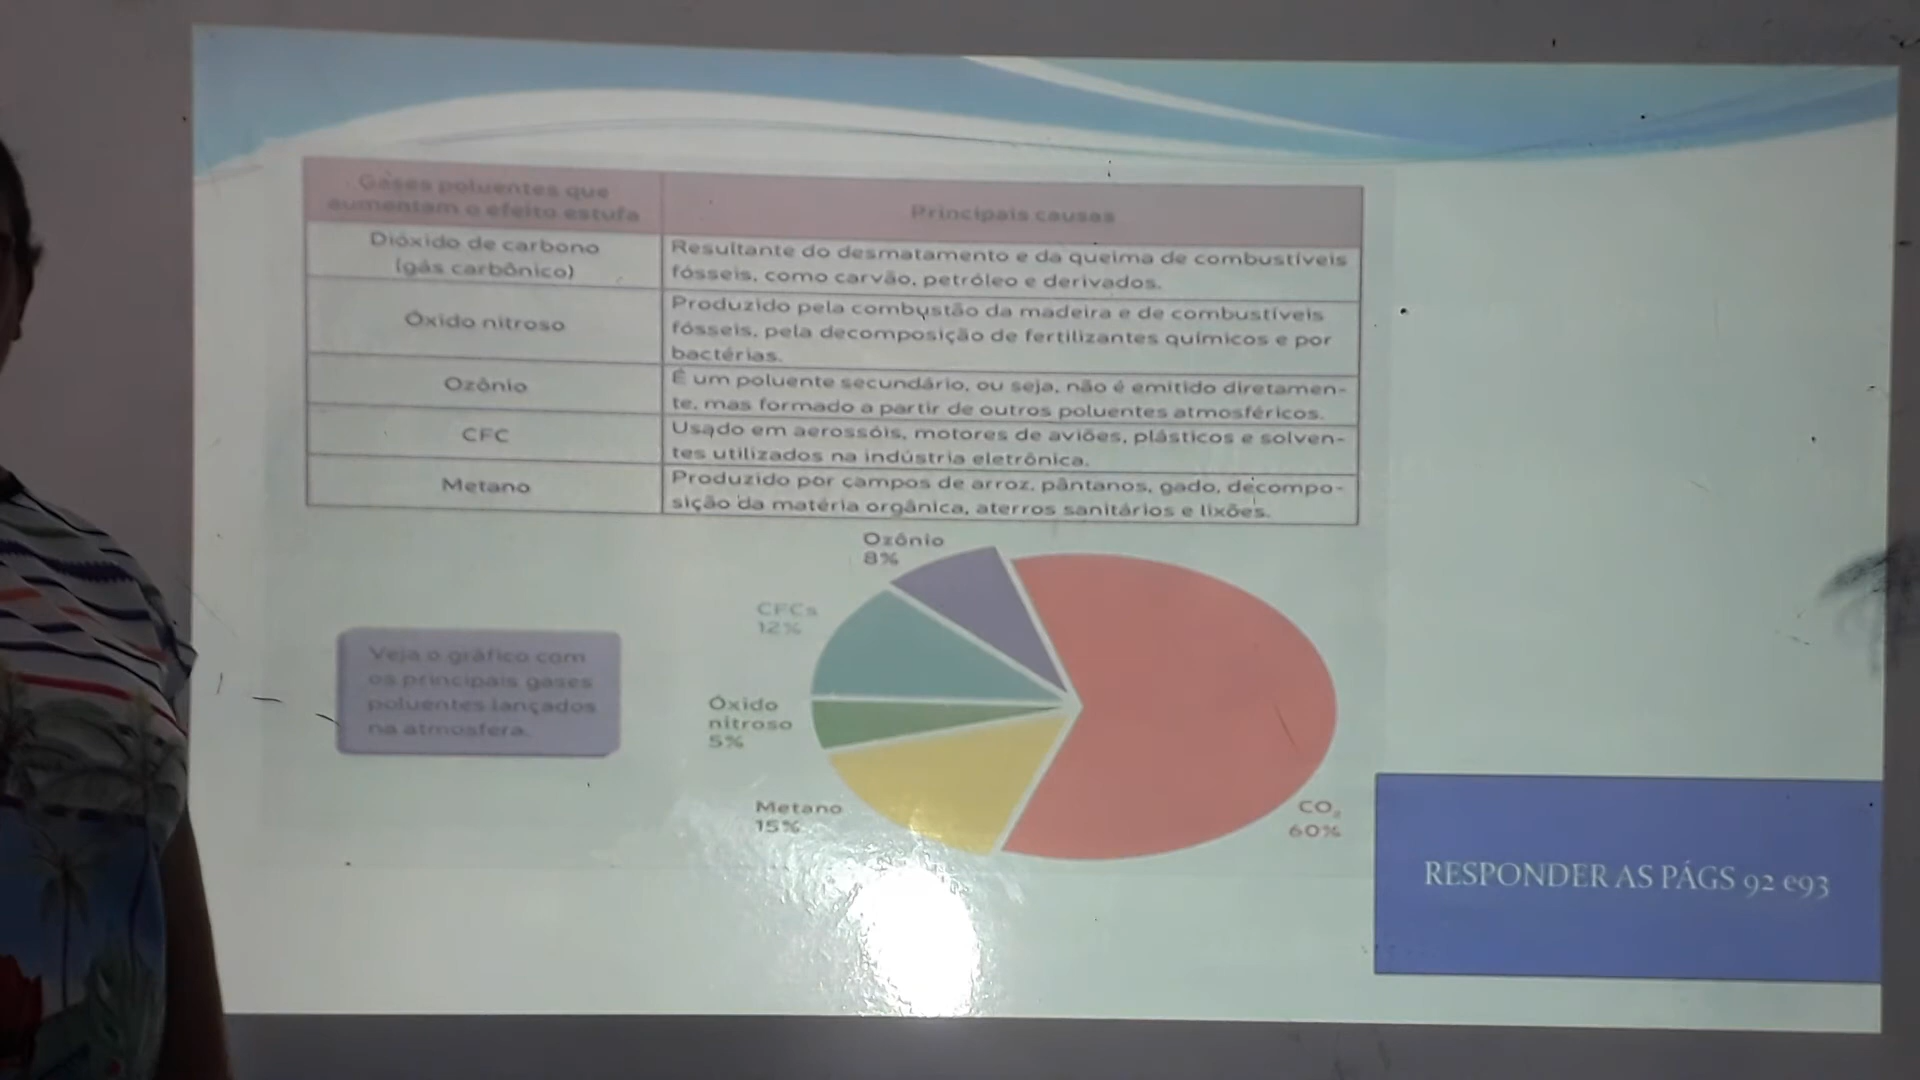 Gases poluentes que
aumentam o efeito estufa
Principais causas
Dióxido de carbono
(gás carbônico)
Resultante do desmatamento e da queima de combustíveis
fósseis, como carvão, petróleo e derivados.
Óxido nitroso
Produzido pela combustão da madeira e de combustíveis
fósseis, pela decomposição de fertilizantes químicos e por
bactérias.
Ozônio
É um poluente secundário, ou seja, não é emitido diretamen-
te, mas formado a partir de outros poluentes atmosféricos.
CFC
Usado em aerossóis, motores de aviões, plásticos e solven-
tes utilizados na indústria eletrônica.
Metano
Produzido por campos de arroz, pântanos, gado, decompo-
sição da matéria orgânica, aterros sanitários e lixões.
Ozônio
8%
CFCs
12%
Veja o gráfico com
os principais gases
poluentes lançados
na atmosfera.
Óxido
nitroso
5%
Metano
15%
CO₂
60%
RESPONDER AS PÁGS 92 e93